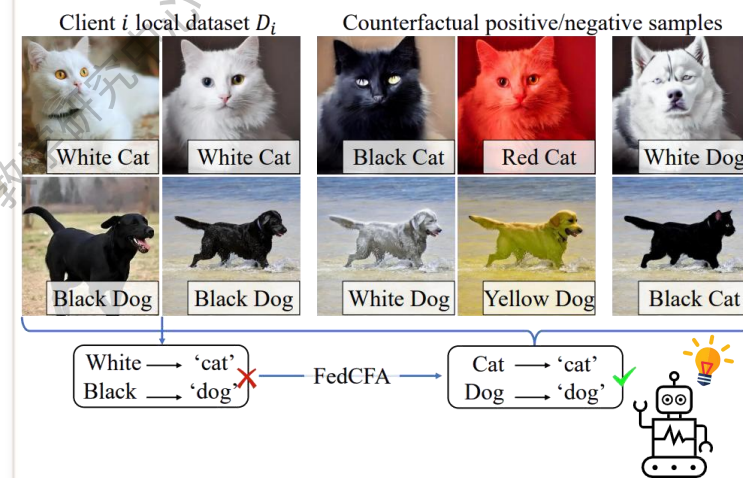 Client i local dataset D_i
Counterfactual positive/negative samples
White Cat
White Cat
Black Cat
Red Cat
White Dog
Black Dog
Black Dog
White Dog
Yellow Dog
Black Cat
White → 'cat'
Black → 'dog'
FedCFA
Cat → 'cat'
Dog → 'dog'